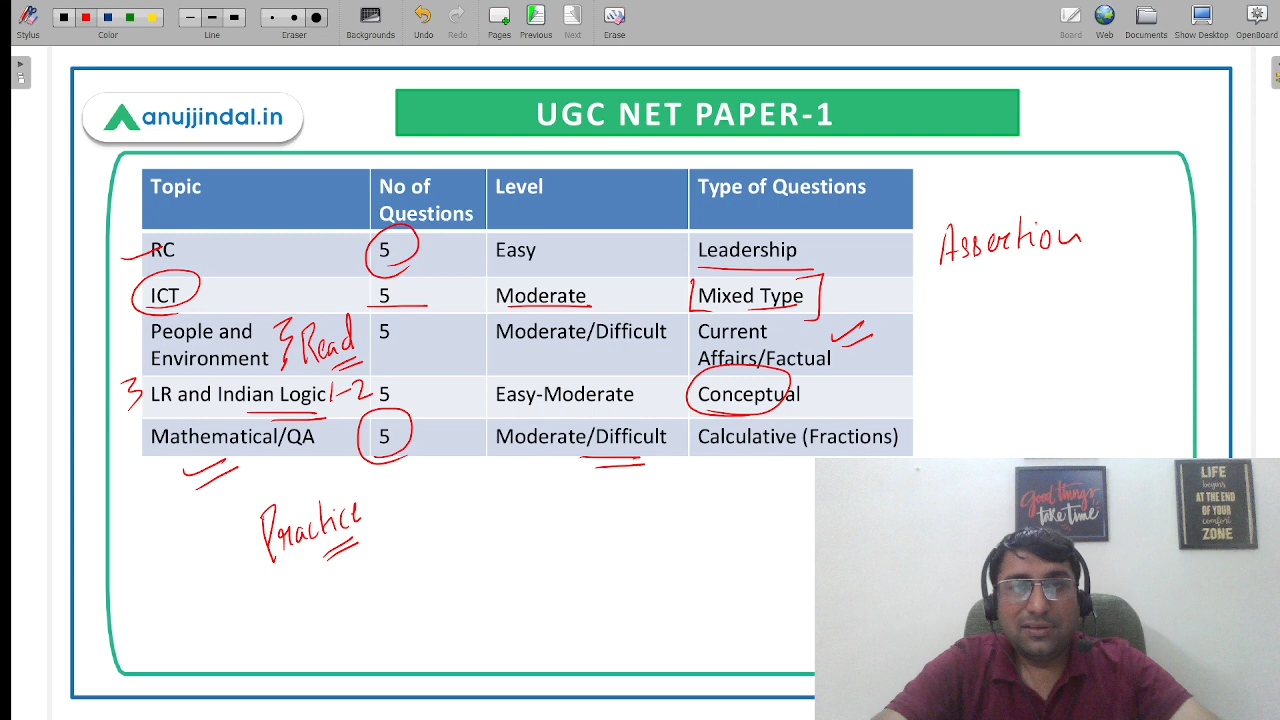 Stylus
Color
Line
Eraser
Backgrounds
Undo
Redo
Pages
Previous
Next
Erase
Board
Web
Documents
Show Desktop
OpenBoard
anujjindal.in
UGC NET PAPER-1
Topic
No of
Questions
Level
Type of Questions
RC
5
Easy
Leadership
Assertion
ICT
5
Moderate
Mixed Type
People and
Environment
Read
5
Moderate/Difficult
Current
Affairs/Factual
3
LR and Indian Logic
1-2
5
Easy-Moderate
Conceptual
Mathematical/QA
5
Moderate/Difficult
Calculative (Fractions)
Practice
Good things
take time
LIFE
begins
AT THE END
OF YOUR
comfort
ZONE